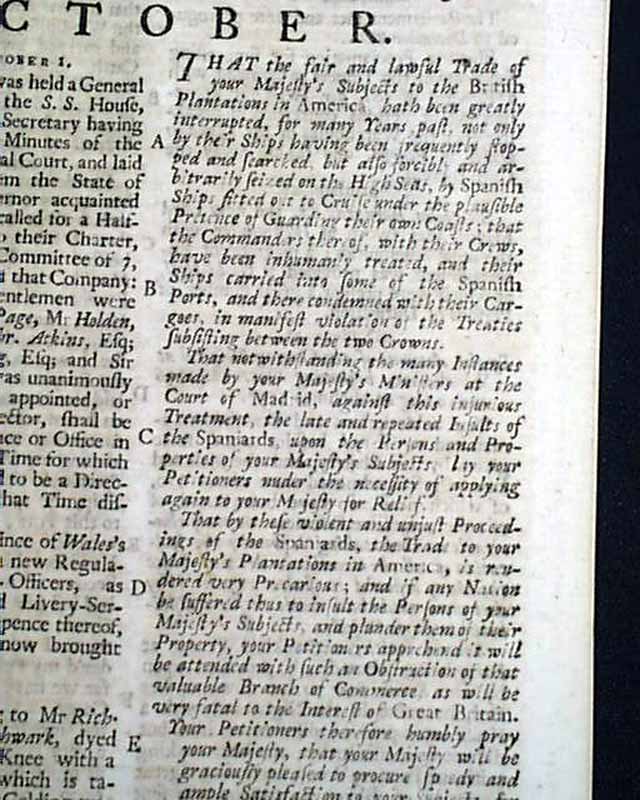 CTOBER.
OBER 1.
was held a General
the S. S. Houſe,
Secretary having
Minutes of the
al Court, and laid
em the State of
ernor acquainted
called for a Half-
their Charter,
Committee of 7,
that Company:
entlemen were
Page, Mr Holden,
r. Atkins, Eſq;
Eſq; and Sir
was unanimouſly
appointed, or
ector, ſhall be
ce or Office in
Time for which
d to be a Direc-
hat Time diſ-
ince of Wales's
new Regula-
Officers, as
Livery-Ser-
pence thereof,
now brought
to Mr Rich-
hwark, dyed
Knee with a
which is ta-
A
B
C
D
E
THAT the fair and lawful Trade of
your Majeſty's Subjects to the Britiſh
Plantations in America, hath been greatly
interrupted, for many Years paſt, not only
by their Ships having been frequently ſtop-
ped and ſearched, but alſo forcibly and ar-
bitrarily ſeized on the High Seas, by Spaniſh
Ships fitted out to Cruiſe under the plauſible
Pretence of Guarding their own Coaſts; that
the Commanders thereof, with their Crews,
have been inhumanly treated, and their
Ships carried into ſome of the Spaniſh
Ports, and there condemned with their Car-
goes, in manifeſt violation of the Treaties
ſubſiſting between the two Crowns.
That notwithſtanding the many Inſtances
made by your Majeſty's Miniſters at the
Court of Madrid, againſt this injurious
Treatment, the late and repeated Inſults of
the Spaniards, upon the Perſons and Pro-
perties of your Majeſty's Subjects, lay your
Petitioners under the neceſſity of applying
again to your Majeſty for Relief.
That by theſe violent and unjuſt Proceed-
ings of the Spaniards, the Trade to your
Majeſty's Plantations in America, is ren-
dered very Precarious; and if any Nation
be ſuffered thus to inſult the Perſons of your
Majeſty's Subjects, and plunder them of their
Property, your Petitioners apprehend it will
be attended with ſuch an Obſtruction of that
valuable Branch of Commerce, as will be
very fatal to the Intereſt of Great Britain.
Your Petitioners therefore humbly pray
your Majeſty, that your Majeſty will be
graciouſly pleaſed to procure ſpeedy and
ample Satisfaction to your